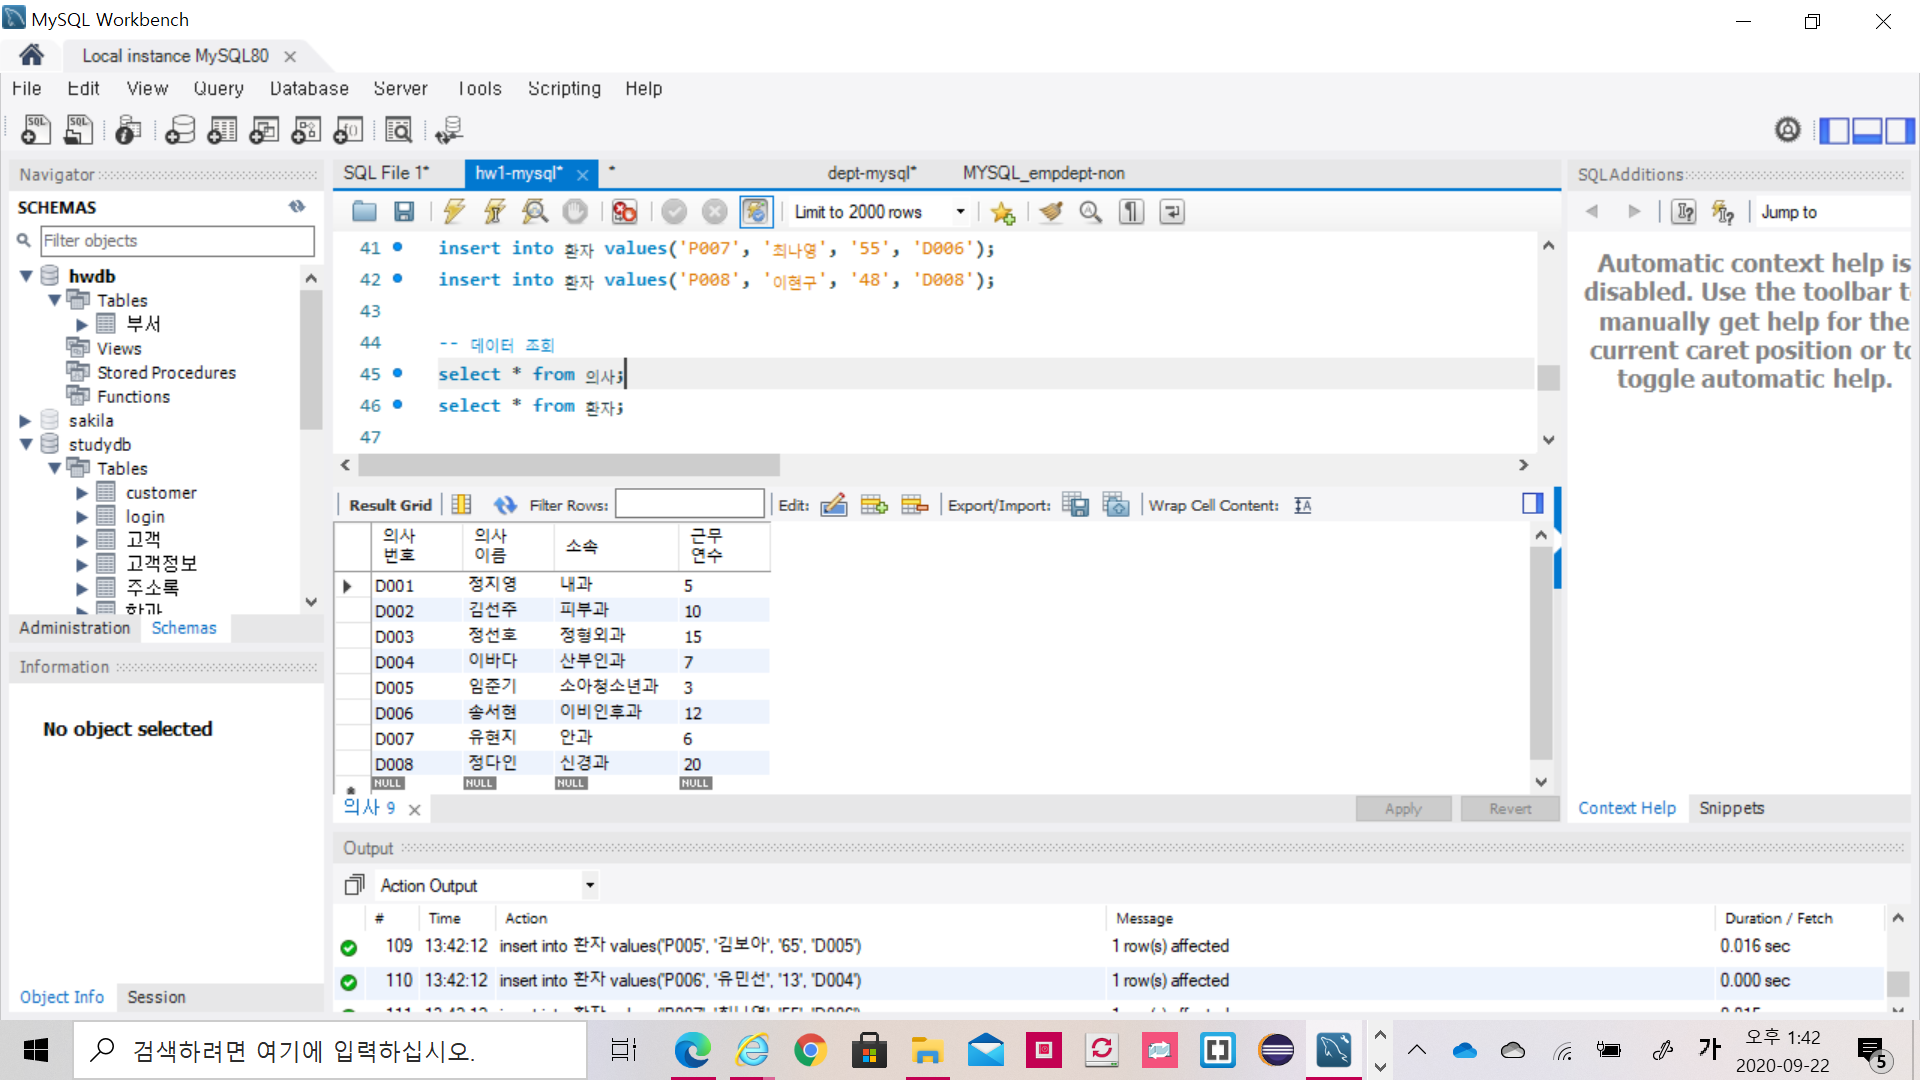 MySQL Workbench
Local instance MySQL80
File Edit View Query Database Server Tools Scripting Help
Navigator
SCHEMAS
Filter objects
hwdb
Tables
부서
Views
Stored Procedures
Functions
sakila
studydb
Tables
customer
login
고객
고객정보
주소록
학과
Administration Schemas
Information
No object selected
Object Info Session
SQL File 1* hw1-mysql* * dept-mysql* MYSQL_empdept-non
Limit to 2000 rows
41 insert into 환자 values('P007', '최나영', '55', 'D006');
42 insert into 환자 values('P008', '이현구', '48', 'D008');
43
44 -- 데이터 조회
45 select * from 의사;
46 select * from 환자;
47
Result Grid Filter Rows: Edit: Export/Import: Wrap Cell Content:
의사번호 의사이름 소속 근무연수
D001 정지영 내과 5
D002 김선주 피부과 10
D003 정선호 정형외과 15
D004 이바다 산부인과 7
D005 임준기 소아청소년과 3
D006 송서현 이비인후과 12
D007 유현지 안과 6
D008 정다인 신경과 20
NULL NULL NULL NULL
의사 9
Apply Revert
SQLAdditions
Jump to
Automatic context help is
disabled. Use the toolbar t
manually get help for the
current caret position or to
toggle automatic help.
Context Help Snippets
Output
Action Output
# Time Action Message Duration / Fetch
109 13:42:12 insert into 환자 values('P005', '김보아', '65', 'D005') 1 row(s) affected 0.016 sec
110 13:42:12 insert into 환자 values('P006', '유민선', '13', 'D004') 1 row(s) affected 0.000 sec
검색하려면 여기에 입력하십시오.
가
오후 1:42
2020-09-22
5